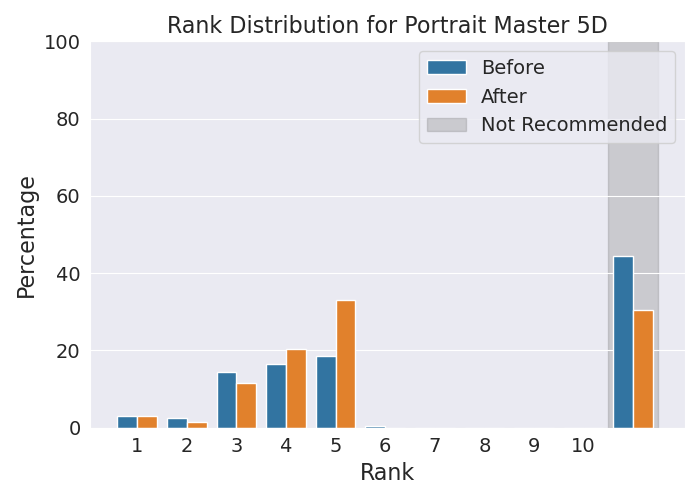 Rank Distribution for Portrait Master 5D
100
80
60
40
20
0
Percentage
Before
After
Not Recommended
1 2 3 4 5 6 7 8 9 10
Rank